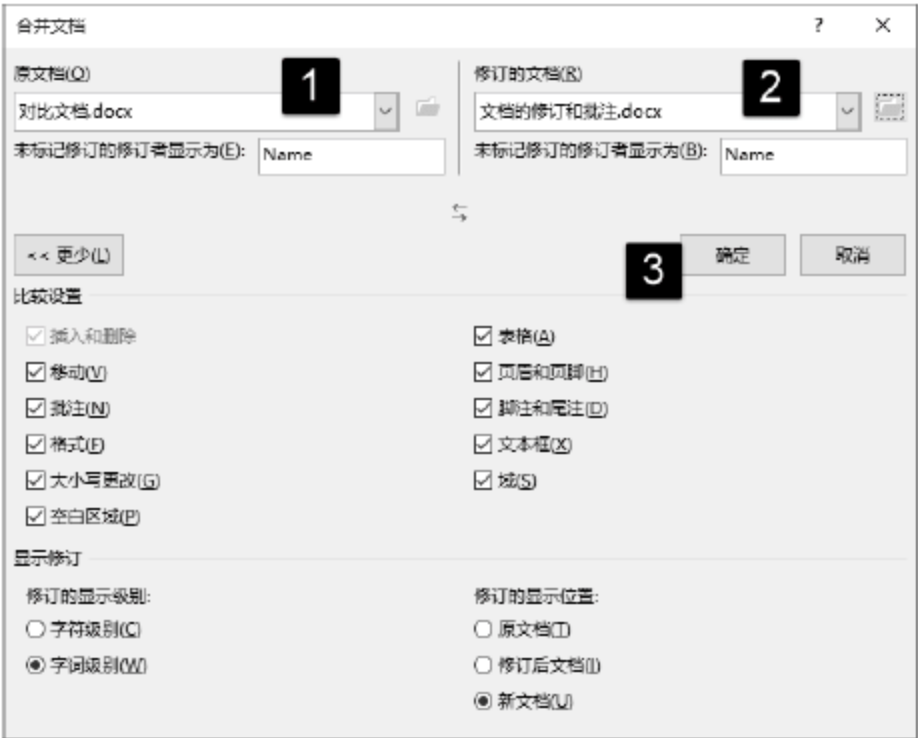 合并文档 ? ×
原文档(O) 1 修订的文档(R) 2
对比文档.docx 文档的修订和批注.docx
未标记修订的修订者显示为(E): Name 未标记修订的修订者显示为(B): Name
<< 更少(L) 3 确定 取消
比较设置
插入和删除 表格(A)
移动(V) 页眉和页脚(H)
批注(N) 脚注和尾注(D)
格式(F) 文本框(X)
大小写更改(G) 域(S)
空白区域(P)
显示修订
修订的显示级别: 修订的显示位置:
字符级别(C) 原文档(T)
字词级别(W) 修订后文档(I)
新文档(U)